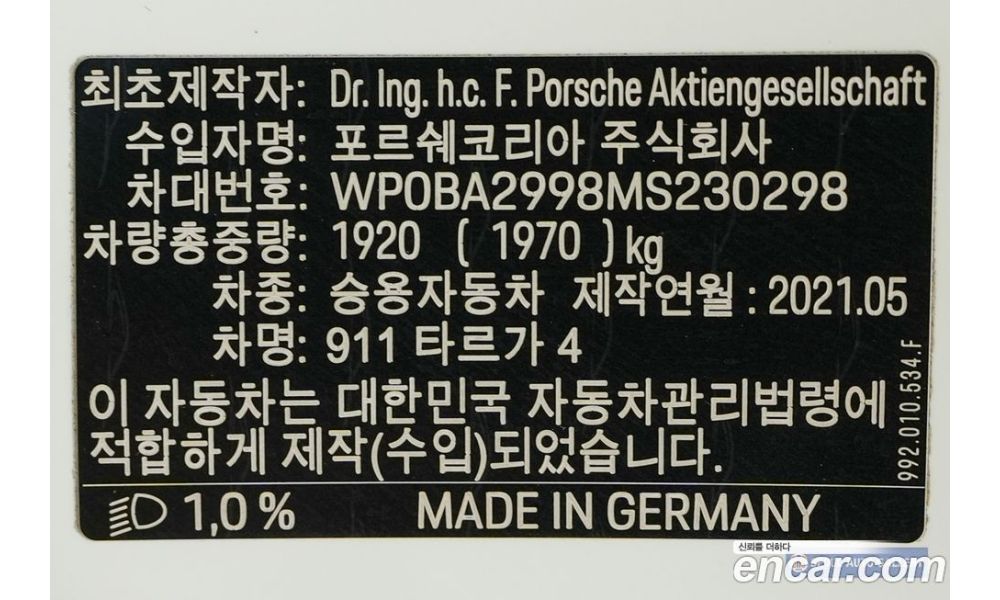 최초제작자: Dr. Ing. h.c. F. Porsche Aktiengesellschaft
수입자명: 포르쉐코리아 주식회사
차대번호: WP0BA2998MS230298
차량총중량: 1920 ( 1970 ) kg
차종: 승용자동차 제작연월 : 2021.05
차명: 911 타르가 4
이 자동차는 대한민국 자동차관리법령에
적합하게 제작(수입)되었습니다.
992.010.534.F
1,0 % MADE IN GERMANY
신뢰를 더하다
encar.com